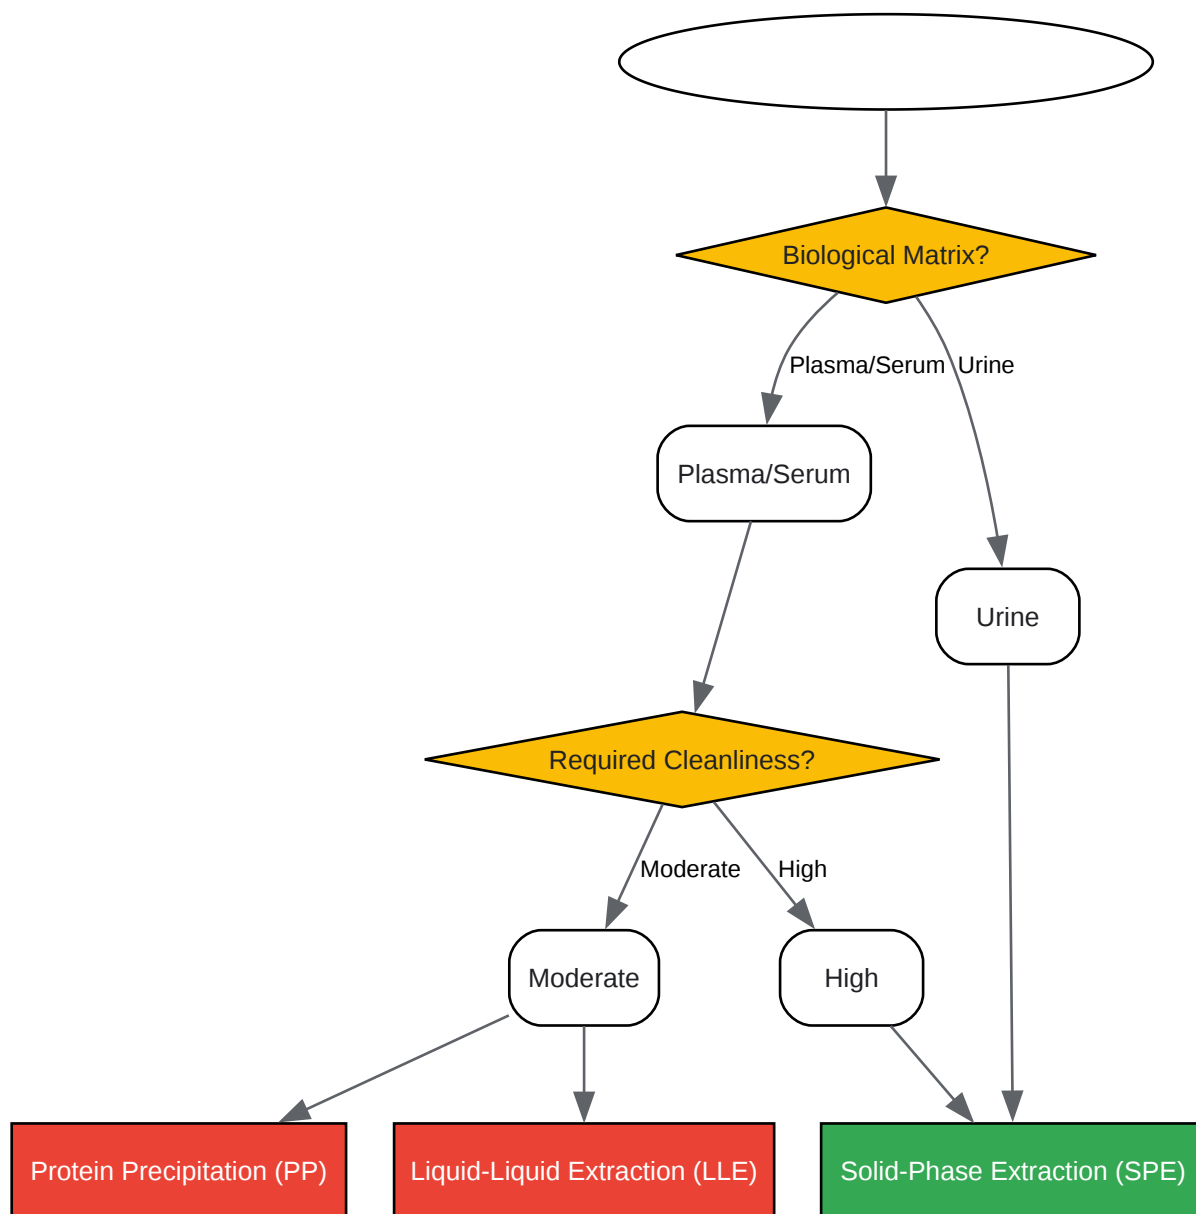 Biological Matrix?
Plasma/Serum
Urine
Plasma/Serum
Urine
Required Cleanliness?
Moderate
High
Moderate
High
Protein Precipitation (PP)
Liquid-Liquid Extraction (LLE)
Solid-Phase Extraction (SPE)